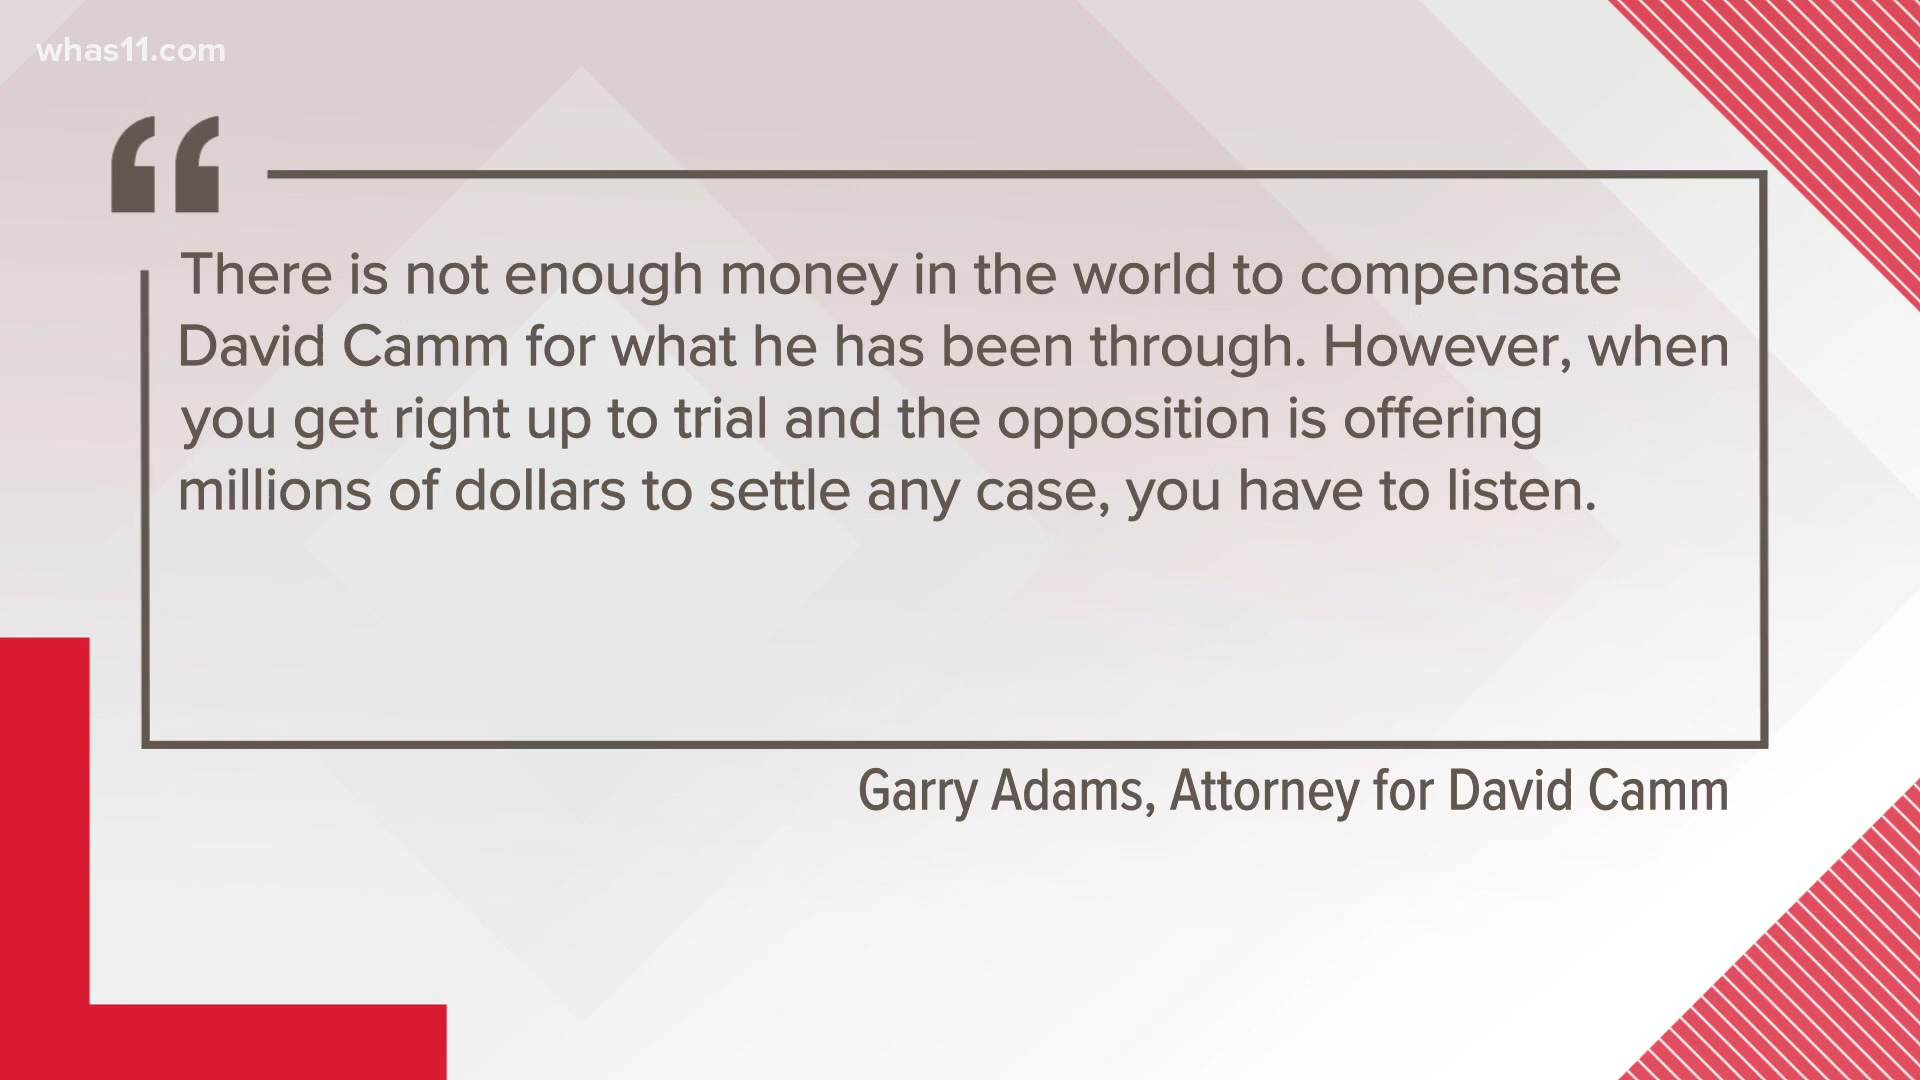 whas11.com
“
There is not enough money in the world to compensate
David Camm for what he has been through. However, when
you get right up to trial and the opposition is offering
millions of dollars to settle any case, you have to listen.
Garry Adams, Attorney for David Camm